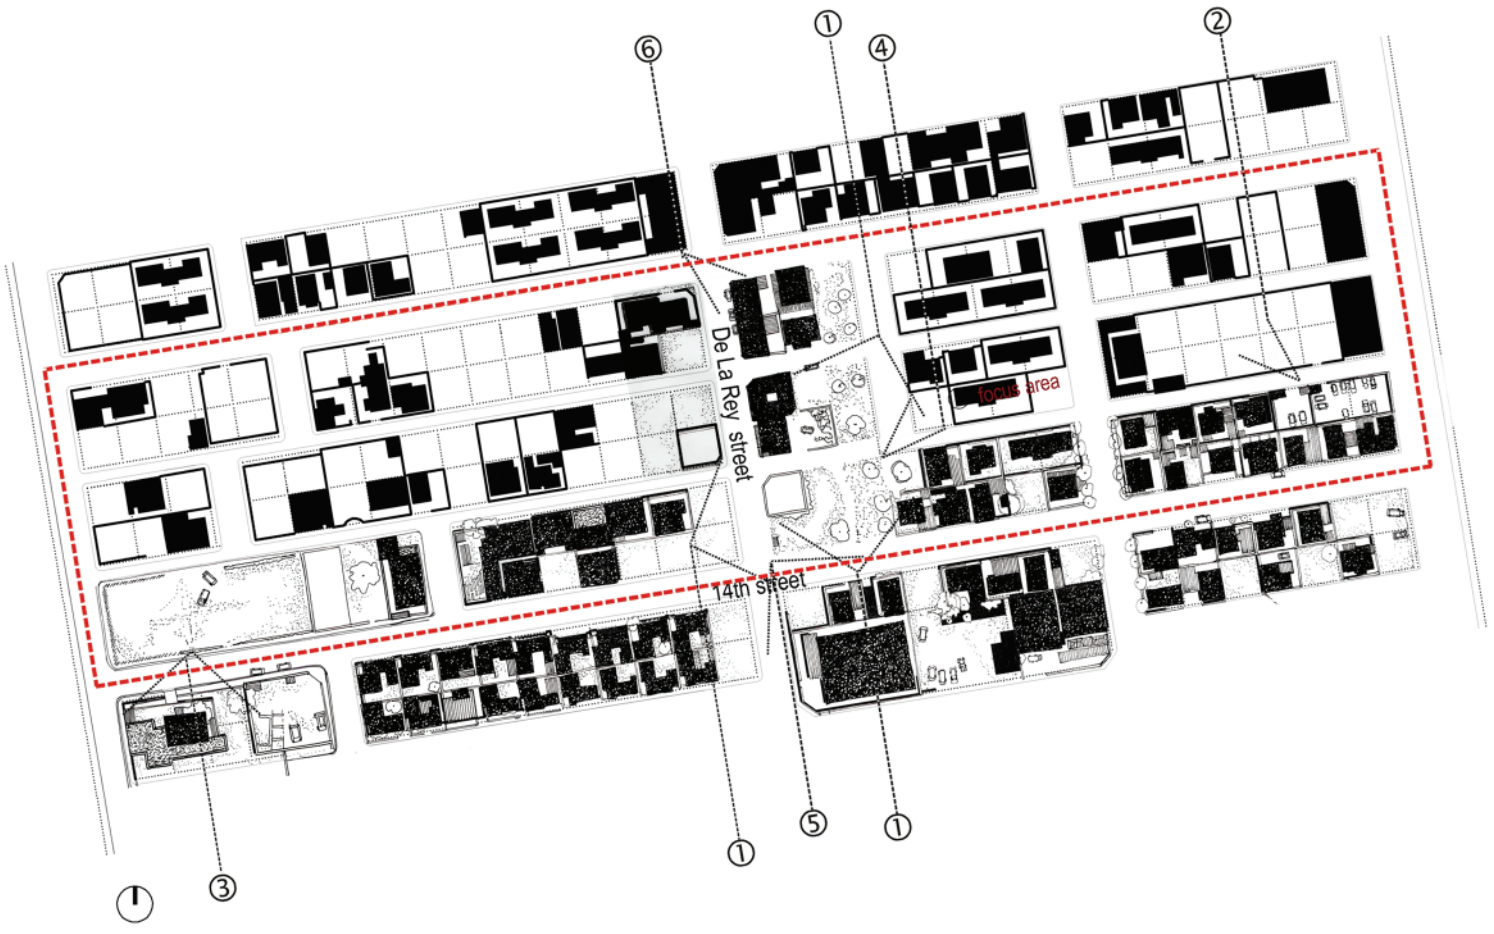 ①
②
④
⑥
De La Rey street
focus area
14th street
⑤
①
①
③